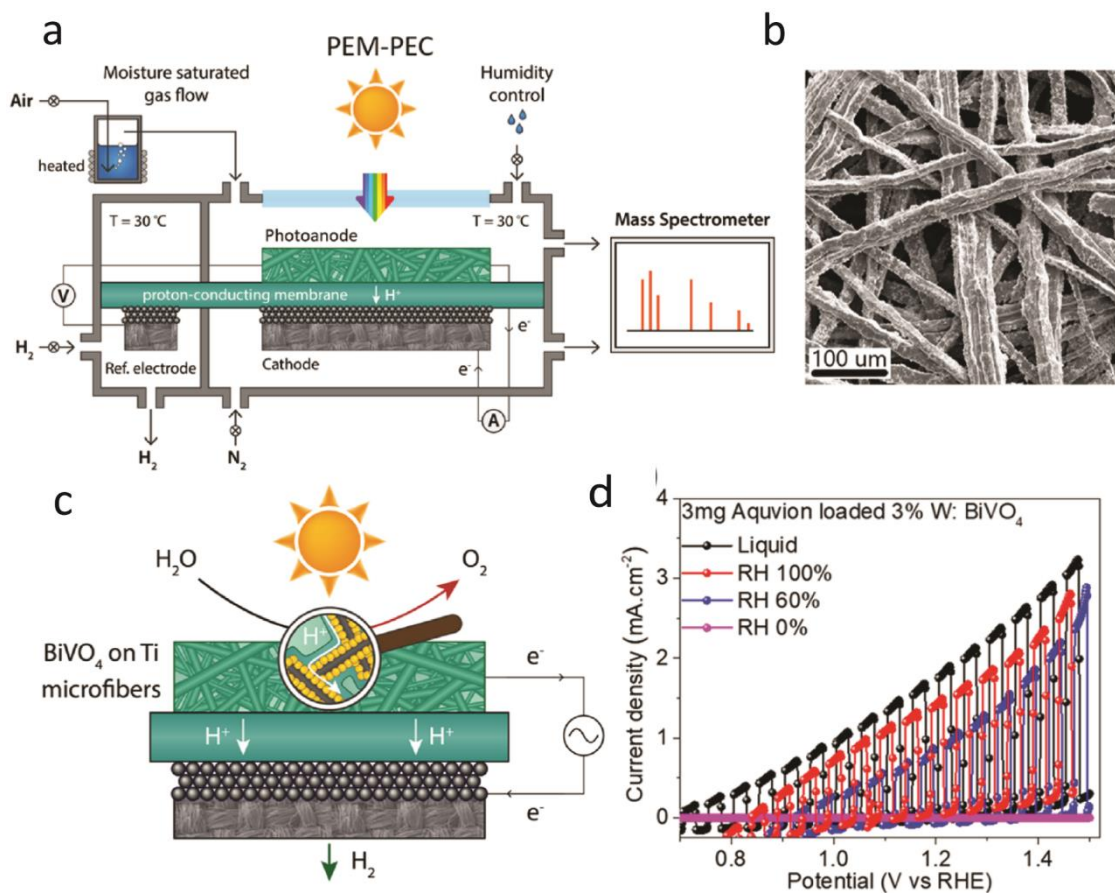 a
PEM-PEC
Moisture saturated
gas flow
Air
heated
Humidity
control
T = 30 °C
T = 30 °C
Photoanode
Mass Spectrometer
V
proton-conducting membrane
H+
e-
H2
Ref. electrode
Cathode
e-
A
H2
N2
b
100 um
c
H2O
O2
H+
BiVO4 on Ti
microfibers
e-
H+
H+
e-
H2
d
3mg Aquvion loaded 3% W: BiVO4
Liquid
RH 100%
RH 60%
RH 0%
Current density (mA.cm-2)
4
3
2
1
0
0.8 1.0 1.2 1.4
Potential (V vs RHE)